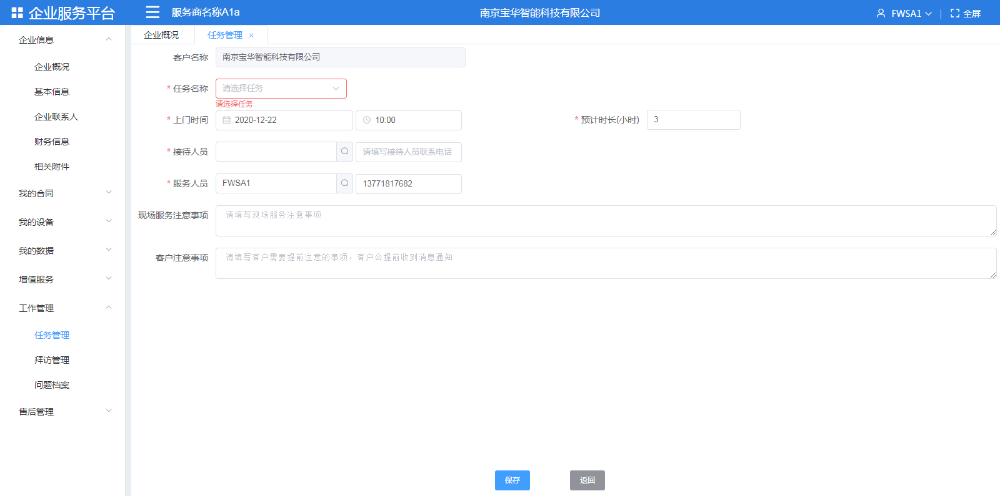 企业服务平台
服务商名称A1a
南京宝华智能科技有限公司
FWSA1
全屏
企业信息
企业概况
基本信息
企业联系人
财务信息
相关附件
我的合同
我的设备
我的数据
增值服务
工作管理
任务管理
拜访管理
问题档案
售后管理
企业概况
任务管理 ×
客户名称 南京宝华智能科技有限公司
* 任务名称 请选择任务
请选择任务
* 上门时间 2020-12-22 10:00 * 预计时长(小时) 3
* 接待人员 请填写接待人员联系电话
* 服务人员 FWSA1 13771817682
现场服务注意事项 请填写现场服务注意事项
客户注意事项 请填写客户需要提前注意的事项，客户会提前收到消息通知
保存 返回